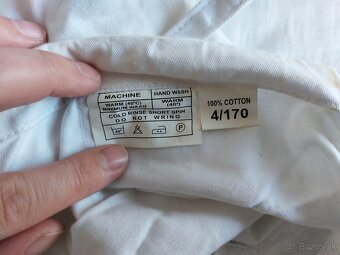 MACHINE
HAND WASH
WARM (40°C)
MINIMUM WASH
WARM
(40°)
COLD RINSE SHORT SPIN
DO NOT WRING
40°
P
100% COTTON
4/170
© Bazos.sk